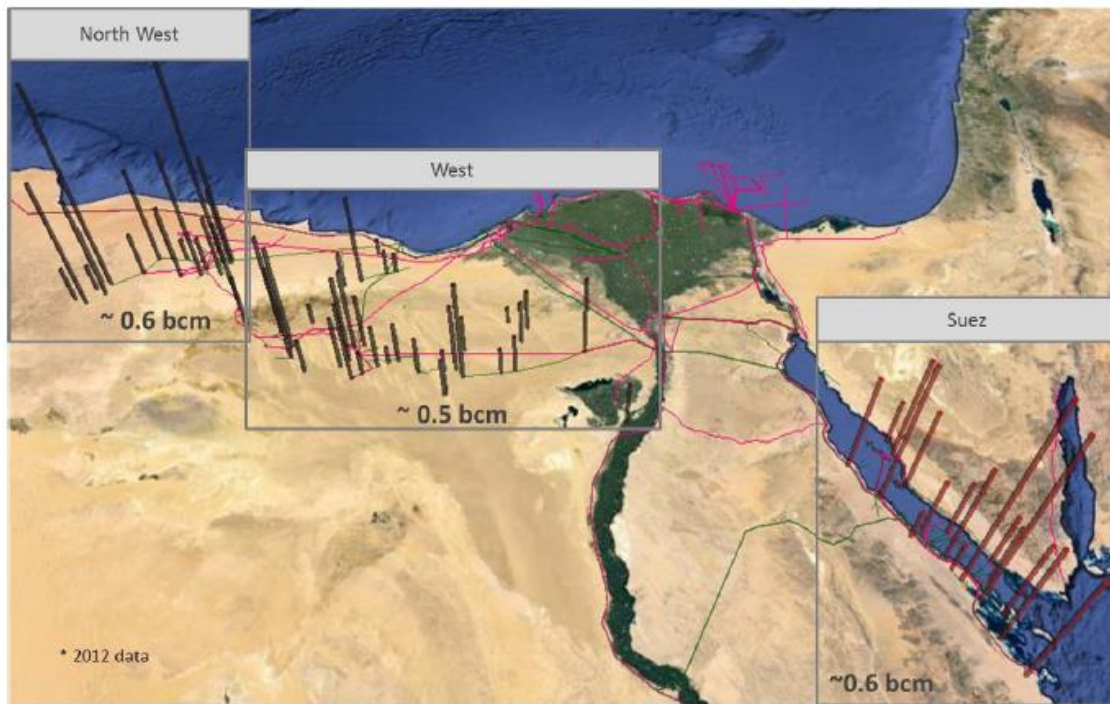 North West
West
~ 0.6 bcm
Suez
~ 0.5 bcm
* 2012 data
~0.6 bcm